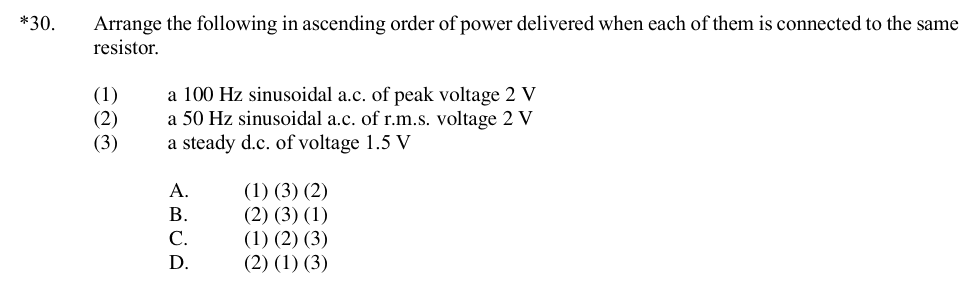 *30. Arrange the following in ascending order of power delivered when each of them is connected to the same
resistor.
(1) a 100 Hz sinusoidal a.c. of peak voltage 2 V
(2) a 50 Hz sinusoidal a.c. of r.m.s. voltage 2 V
(3) a steady d.c. of voltage 1.5 V
A. (1) (3) (2)
B. (2) (3) (1)
C. (1) (2) (3)
D. (2) (1) (3)